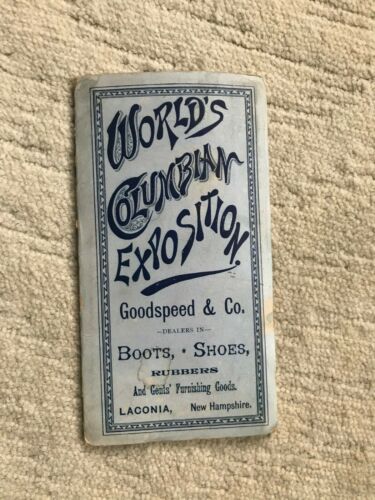 WORLD'S
COLUMBIAN
EXPOSITION.
Goodspeed & Co.
—DEALERS IN—
BOOTS, • SHOES,
RUBBERS
And Gents' Furnishing Goods.
LACONIA, New Hampshire.